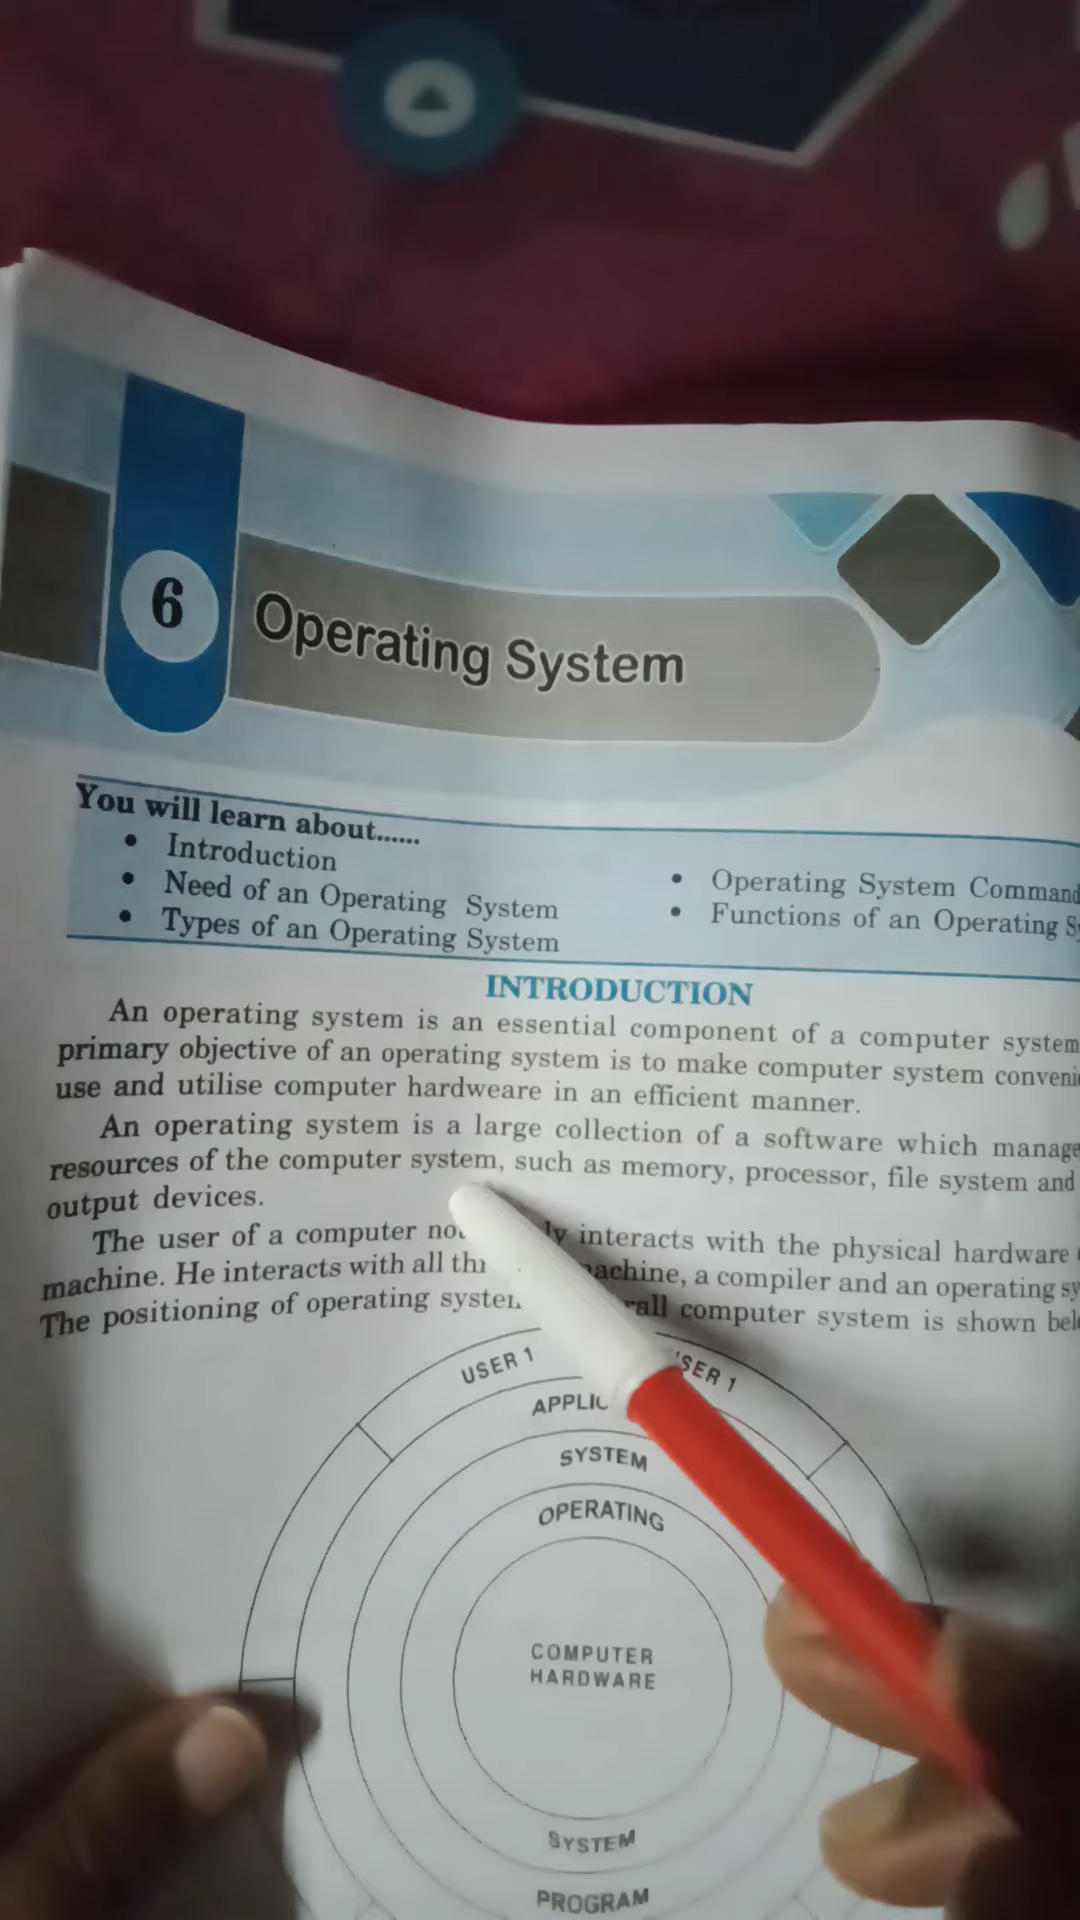 6
Operating System
You will learn about......
• Introduction
• Need of an Operating System
• Types of an Operating System
• Operating System Command
• Functions of an Operating
INTRODUCTION
An operating system is an essential component of a computer system
primary objective of an operating system is to make computer system
use and utilise computer hardweare in an efficient manner.
An operating system is a large collection of a software which manage
resources of the computer system, such as memory, processor, file system and
output devices.
The user of a computer interacts with the physical hardware
machine. He interacts with all a compiler and an operating
The positioning of operating computer system is shown
USER 1
APPLIC
SYSTEM
OPERATING
COMPUTER
HARDWARE
SYSTEM
PROGRAM